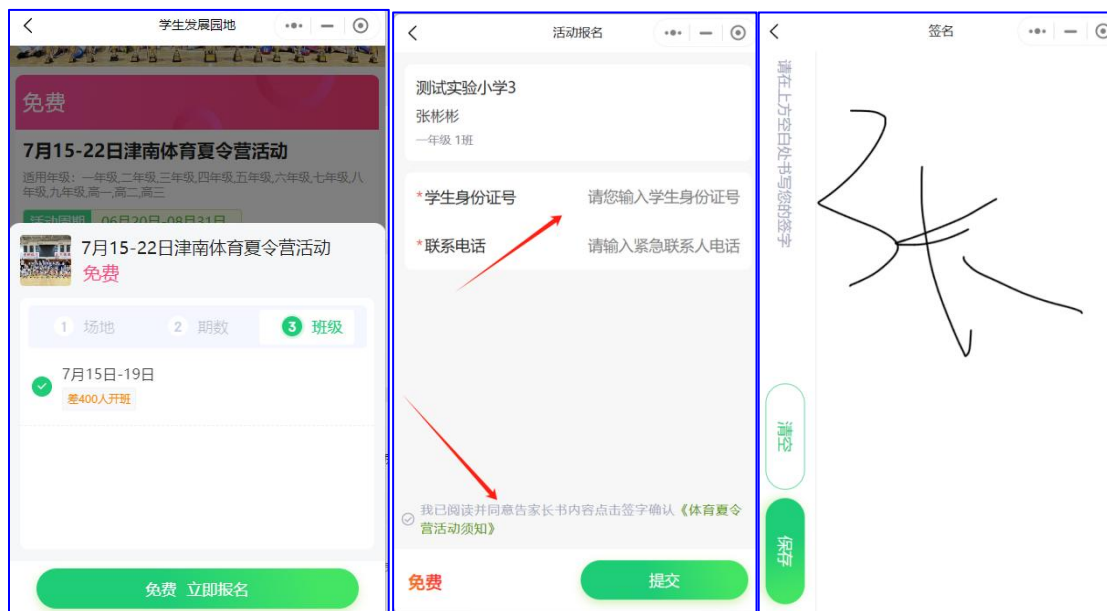 学生发展园地
免费
7月15-22日津南体育夏令营活动
适用年级：一年级,二年级,三年级,四年级,五年级,六年级,七年级,八
年级,九年级,高一,高二,高三
活动周期 06月20日-08月31日
7月15-22日津南体育夏令营活动
免费
1 场地 2 期数 3 班级
7月15日-19日
差400人开班
免费 立即报名
活动报名
测试实验小学3
张彬彬
一年级 1班
*学生身份证号 请您输入学生身份证号
*联系电话 请输入紧急联系人电话
我已阅读并同意告家长书内容点击签字确认《体育夏令
营活动须知》
免费 提交
签名
请在上方空白处书写您的签字
张
清空
保存